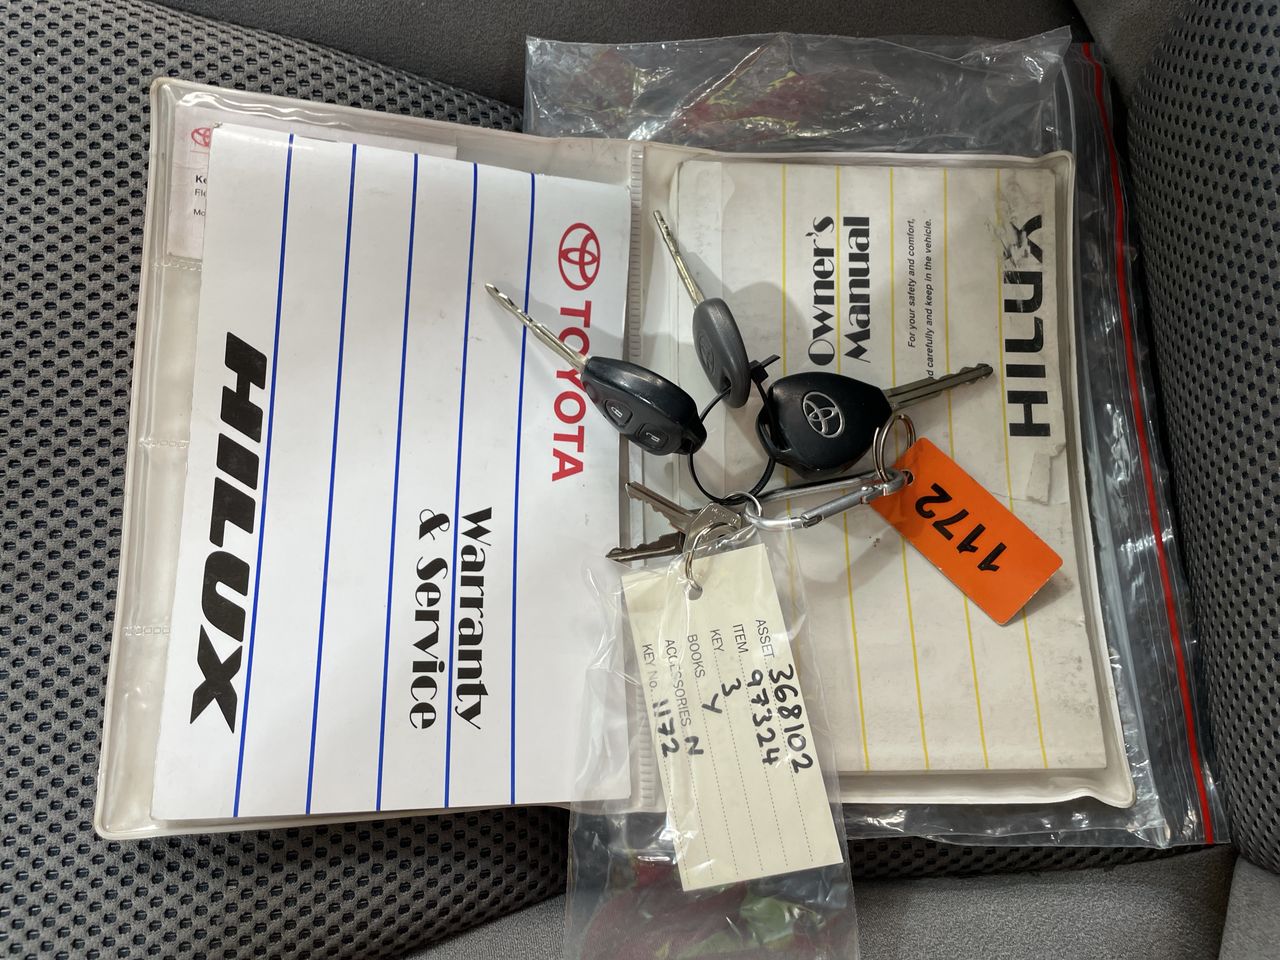 TOYOTA
Warranty
& Service
HILUX
HILUX
Owner's
Manual
For your safety and comfort,
carefully and keep in the vehicle.
1172
ASSET 368102
ITEM 97324
KEY 3
BOOKS Y
ACCESSORIES N
KEY No. 1172